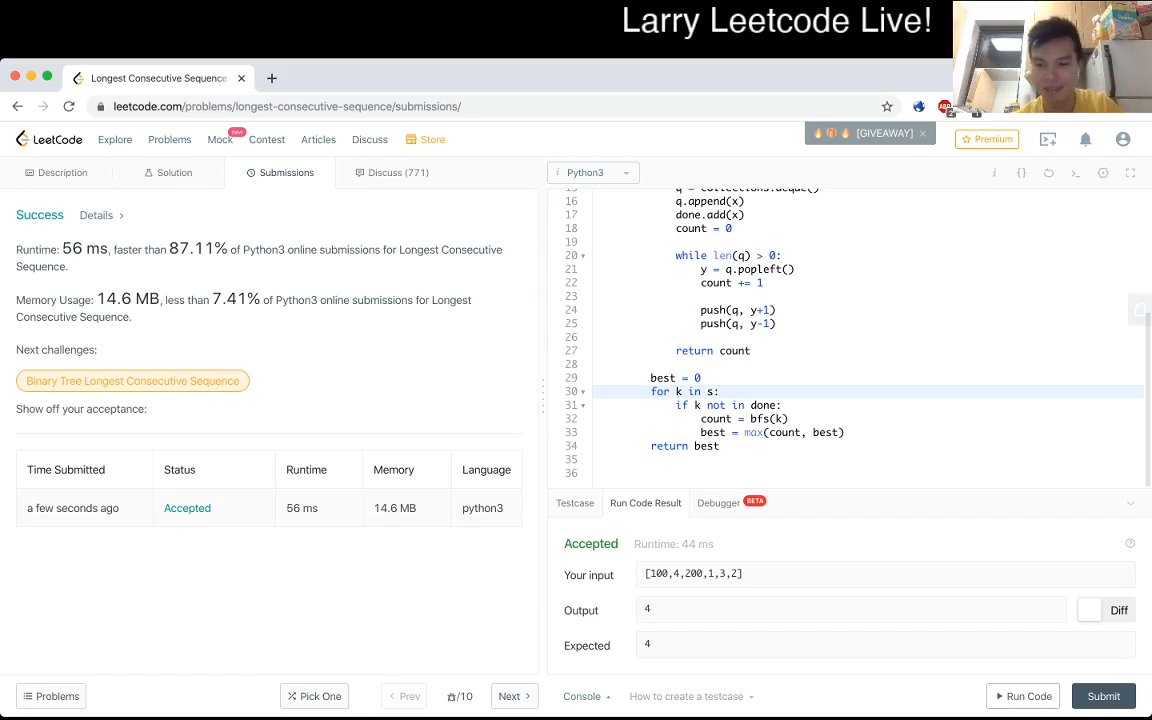 Larry Leetcode Live!
Longest Consecutive Sequence
leetcode.com/problems/longest-consecutive-sequence/submissions/
LeetCode Explore Problems Mock new Contest Articles Discuss Store [GIVEAWAY] Premium
Description Solution Submissions Discuss (771) i Python3
Success Details
Runtime: 56 ms, faster than 87.11% of Python3 online submissions for Longest Consecutive
Sequence.
Memory Usage: 14.6 MB, less than 7.41% of Python3 online submissions for Longest
Consecutive Sequence.
Next challenges:
Binary Tree Longest Consecutive Sequence
Show off your acceptance:
Time Submitted Status Runtime Memory Language
a few seconds ago Accepted 56 ms 14.6 MB python3
Problems Pick One Prev /10 Next
15 q = collections.deque()
16 q.append(x)
17 done.add(x)
18 count = 0
19
20 while len(q) > 0:
21 y = q.popleft()
22 count += 1
23
24 push(q, y+1)
25 push(q, y-1)
26
27 return count
28
29 best = 0
30 for k in s:
31 if k not in done:
32 count = bfs(k)
33 best = max(count, best)
34 return best
35
36
Testcase Run Code Result Debugger BETA
Accepted Runtime: 44 ms
Your input [100,4,200,1,3,2]
Output 4 Diff
Expected 4
Console How to create a testcase Run Code Submit